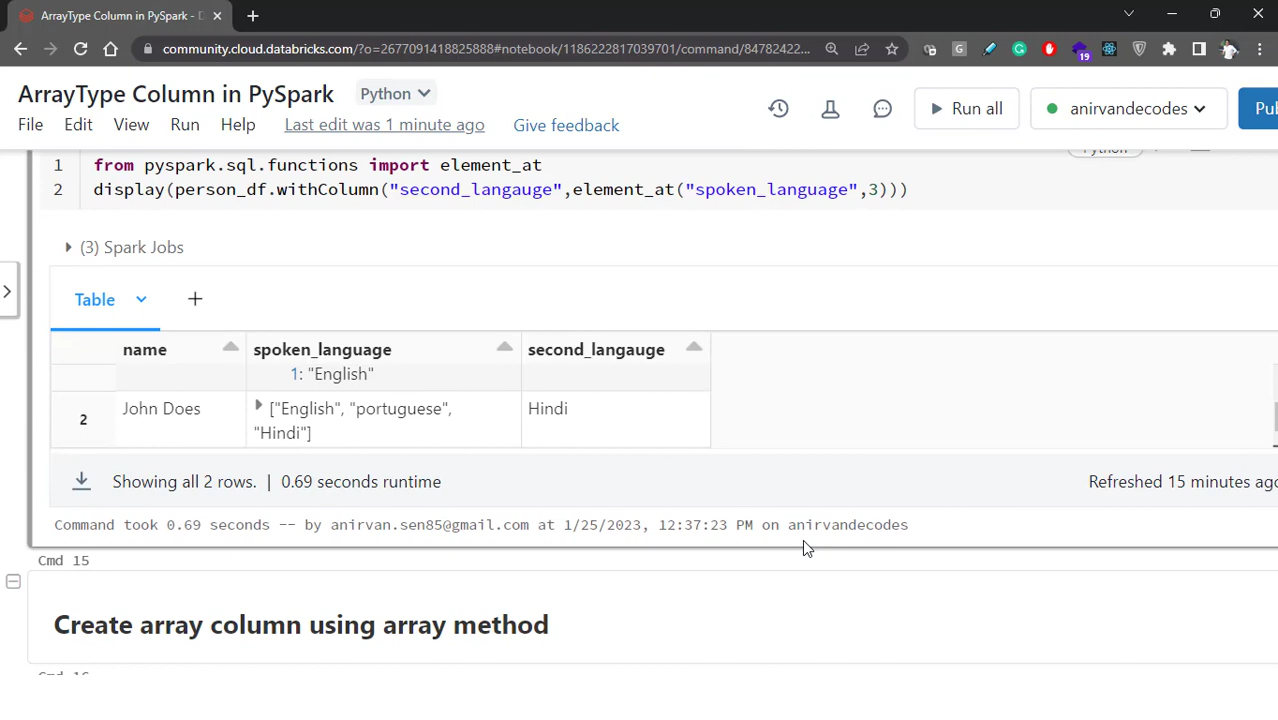 ArrayType Column in PySpark - D
community.cloud.databricks.com/?o=2677091418825888#notebook/1186222817039701/command/84782422...
G
19
ArrayType Column in PySpark
Python
File Edit View Run Help Last edit was 1 minute ago Give feedback
Run all
anirvandecodes
Pub
Python
1 from pyspark.sql.functions import element_at
2 display(person_df.withColumn("second_langauge",element_at("spoken_language",3)))
(3) Spark Jobs
Table +
name spoken_language second_langauge
1: "English"
2 John Does ["English", "portuguese", "Hindi"] Hindi
Showing all 2 rows. | 0.69 seconds runtime
Refreshed 15 minutes ago
Command took 0.69 seconds -- by anirvan.sen85@gmail.com at 1/25/2023, 12:37:23 PM on anirvandecodes
Cmd 15
Create array column using array method
Cmd 16